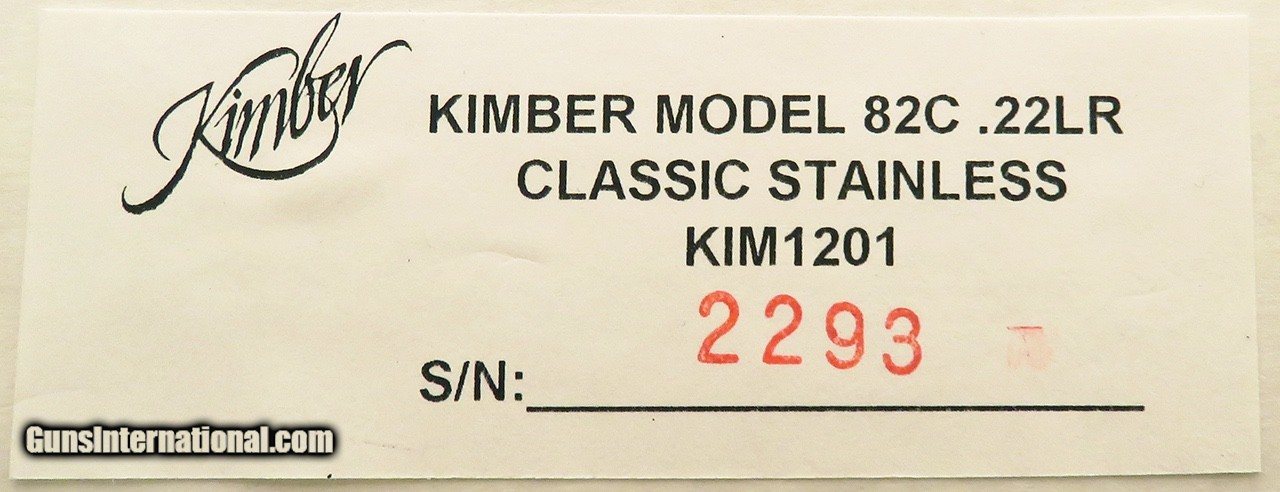 Kimber
KIMBER MODEL 82C .22LR
CLASSIC STAINLESS
KIM1201
2293
S/N:
GunsInternational.com